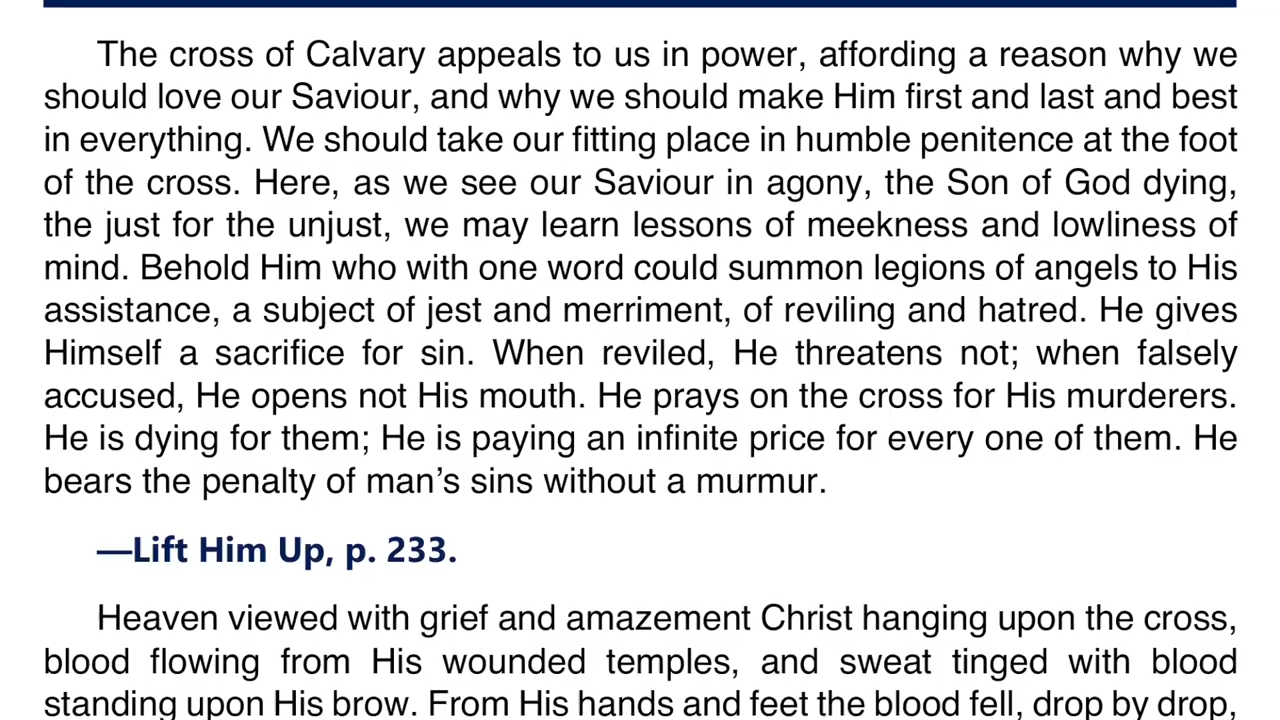 The cross of Calvary appeals to us in power, affording a reason why we
should love our Saviour, and why we should make Him first and last and best
in everything. We should take our fitting place in humble penitence at the foot
of the cross. Here, as we see our Saviour in agony, the Son of God dying,
the just for the unjust, we may learn lessons of meekness and lowliness of
mind. Behold Him who with one word could summon legions of angels to His
assistance, a subject of jest and merriment, of reviling and hatred. He gives
Himself a sacrifice for sin. When reviled, He threatens not; when falsely
accused, He opens not His mouth. He prays on the cross for His murderers.
He is dying for them; He is paying an infinite price for every one of them. He
bears the penalty of man’s sins without a murmur.
—Lift Him Up, p. 233.
Heaven viewed with grief and amazement Christ hanging upon the cross,
blood flowing from His wounded temples, and sweat tinged with blood
standing upon His brow. From His hands and feet the blood fell, drop by drop,